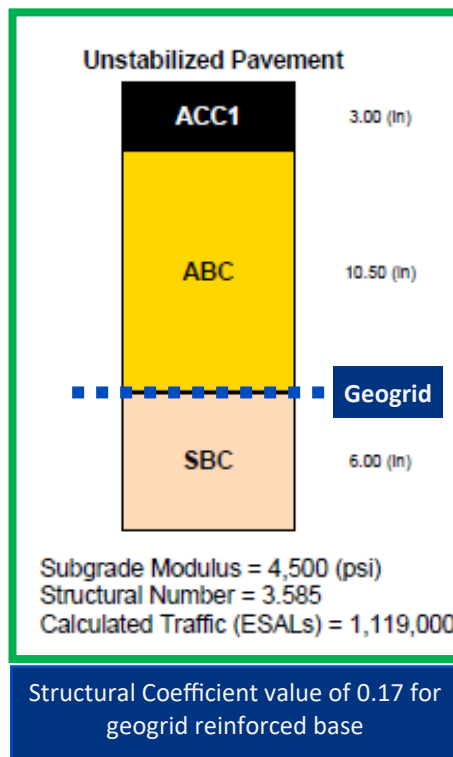 Unstabilized Pavement
ACC1 3.00 (in)
ABC 10.50 (in)
Geogrid
SBC 6.00 (in)
Subgrade Modulus = 4,500 (psi)
Structural Number = 3.585
Calculated Traffic (ESALs) = 1,119,000
Structural Coefficient value of 0.17 for
geogrid reinforced base